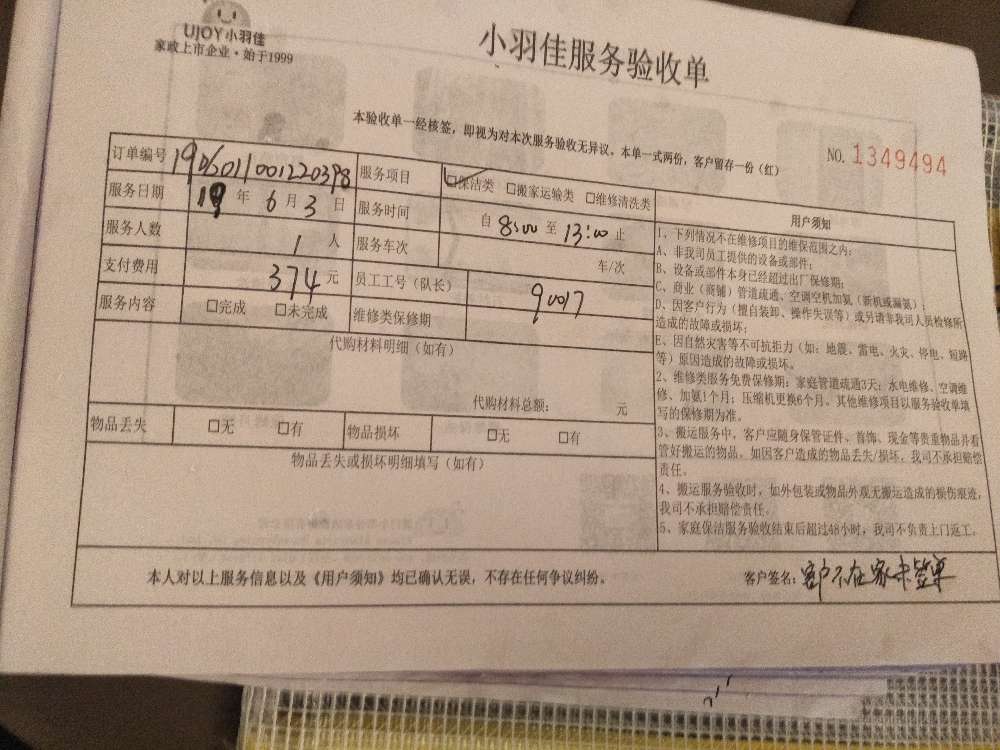 UJOY小羽佳
家政上市企业·始于1999
小羽佳服务验收单
本验收单一经核签，即视为对本次服务验收无异议。本单一式两份，客户留存一份（红）
NO. 1349494
订单编号 1906011001220398 服务项目 □保洁类 □搬家运输类 □维修清洗类
服务日期 19 年 6 月 3 日 服务时间 自 8:00 至 13:00 止
服务人数 1 人 服务车次 车/次
支付费用 374 元 员工工号（队长） 90017
服务内容 □完成 □未完成 维修类保修期
代购材料明细（如有）
代购材料总额： 元
物品丢失 □无 □有 物品损坏 □无 □有
物品丢失或损坏明细填写（如有）
用户须知
1、下列情况不在维修项目的维保范围之内：
A、非我司员工提供的设备或部件；
B、设备或部件本身已经超过出厂保修期；
C、商业（商铺）管道疏通、空调空机加氨（新机或漏氨）；
D、因客户行为（擅自装卸、操作失误等）或另请非我司人员检修所
造成的故障或损坏；
E、因自然灾害等不可抗拒力（如：地震、雷电、火灾、停电、短路
等）原因造成的故障或损坏。
2、维修类服务免费保修期：家庭管道疏通3天；水电维修、空调维
修、加氨1个月；压缩机更换6个月。其他维修项目以服务验收单填
写的保修期为准。
3、搬运服务中，客户应随身保管证件、首饰、现金等贵重物品并看
管好搬运的物品。如因客户造成的物品丢失/损坏，我司不承担赔偿
责任。
4、搬运服务验收时，如外包装或物品外观无搬运造成的损伤痕迹，
我司不承担赔偿责任。
5、家庭保洁服务验收结束后超过48小时，我司不负责上门返工。
本人对以上服务信息以及《用户须知》均已确认无误，不存在任何争议纠纷。
客户签名：客户不在家未签单